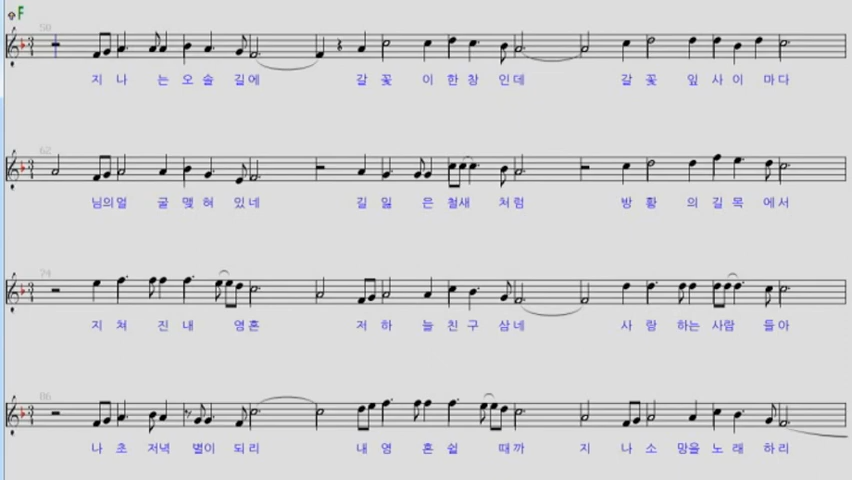 F
50
지 나 는 오 솔 길 에 갈 꽃 이 한 창 인 데 갈 꽃 잎 사 이 마 다
62
님의 얼 굴 맺 혀 있 네 길 잃 은 철새 처 럼 방 황 의 길 목 에 서
74
지 쳐 진 내 영 혼 저 하 늘 친 구 삼 네 사 랑 하는 사람 들 아
86
나 초 저녁 별이 되 리 내 영 혼 쉴 때 까 지 나 소 망을 노 래 하 리